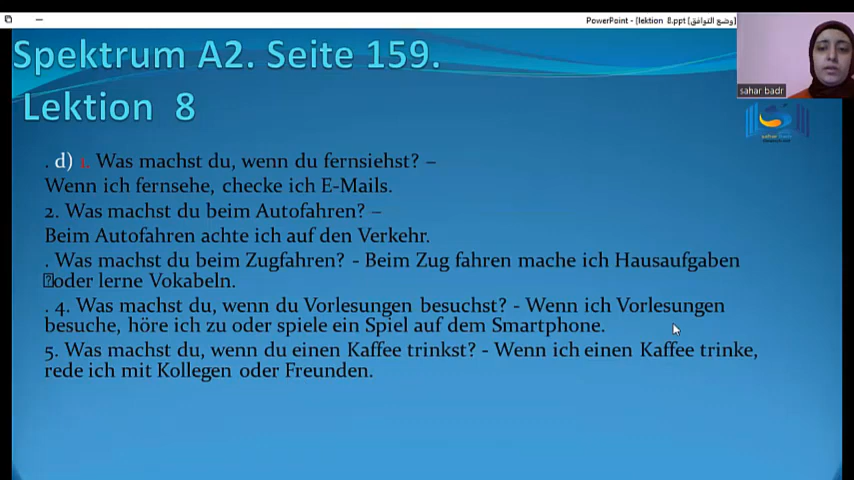 PowerPoint - [lektion 8.ppt [وضع التوافق]
Spektrum A2. Seite 159.
Lektion 8
sahar badr
. d) 1. Was machst du, wenn du fernsiehst? –
Wenn ich fernsehe, checke ich E-Mails.
2. Was machst du beim Autofahren? –
Beim Autofahren achte ich auf den Verkehr.
. Was machst du beim Zugfahren? - Beim Zug fahren mache ich Hausaufgaben
oder lerne Vokabeln.
. 4. Was machst du, wenn du Vorlesungen besuchst? - Wenn ich Vorlesungen
besuche, höre ich zu oder spiele ein Spiel auf dem Smartphone.
5. Was machst du, wenn du einen Kaffee trinkst? - Wenn ich einen Kaffee trinke,
rede ich mit Kollegen oder Freunden.